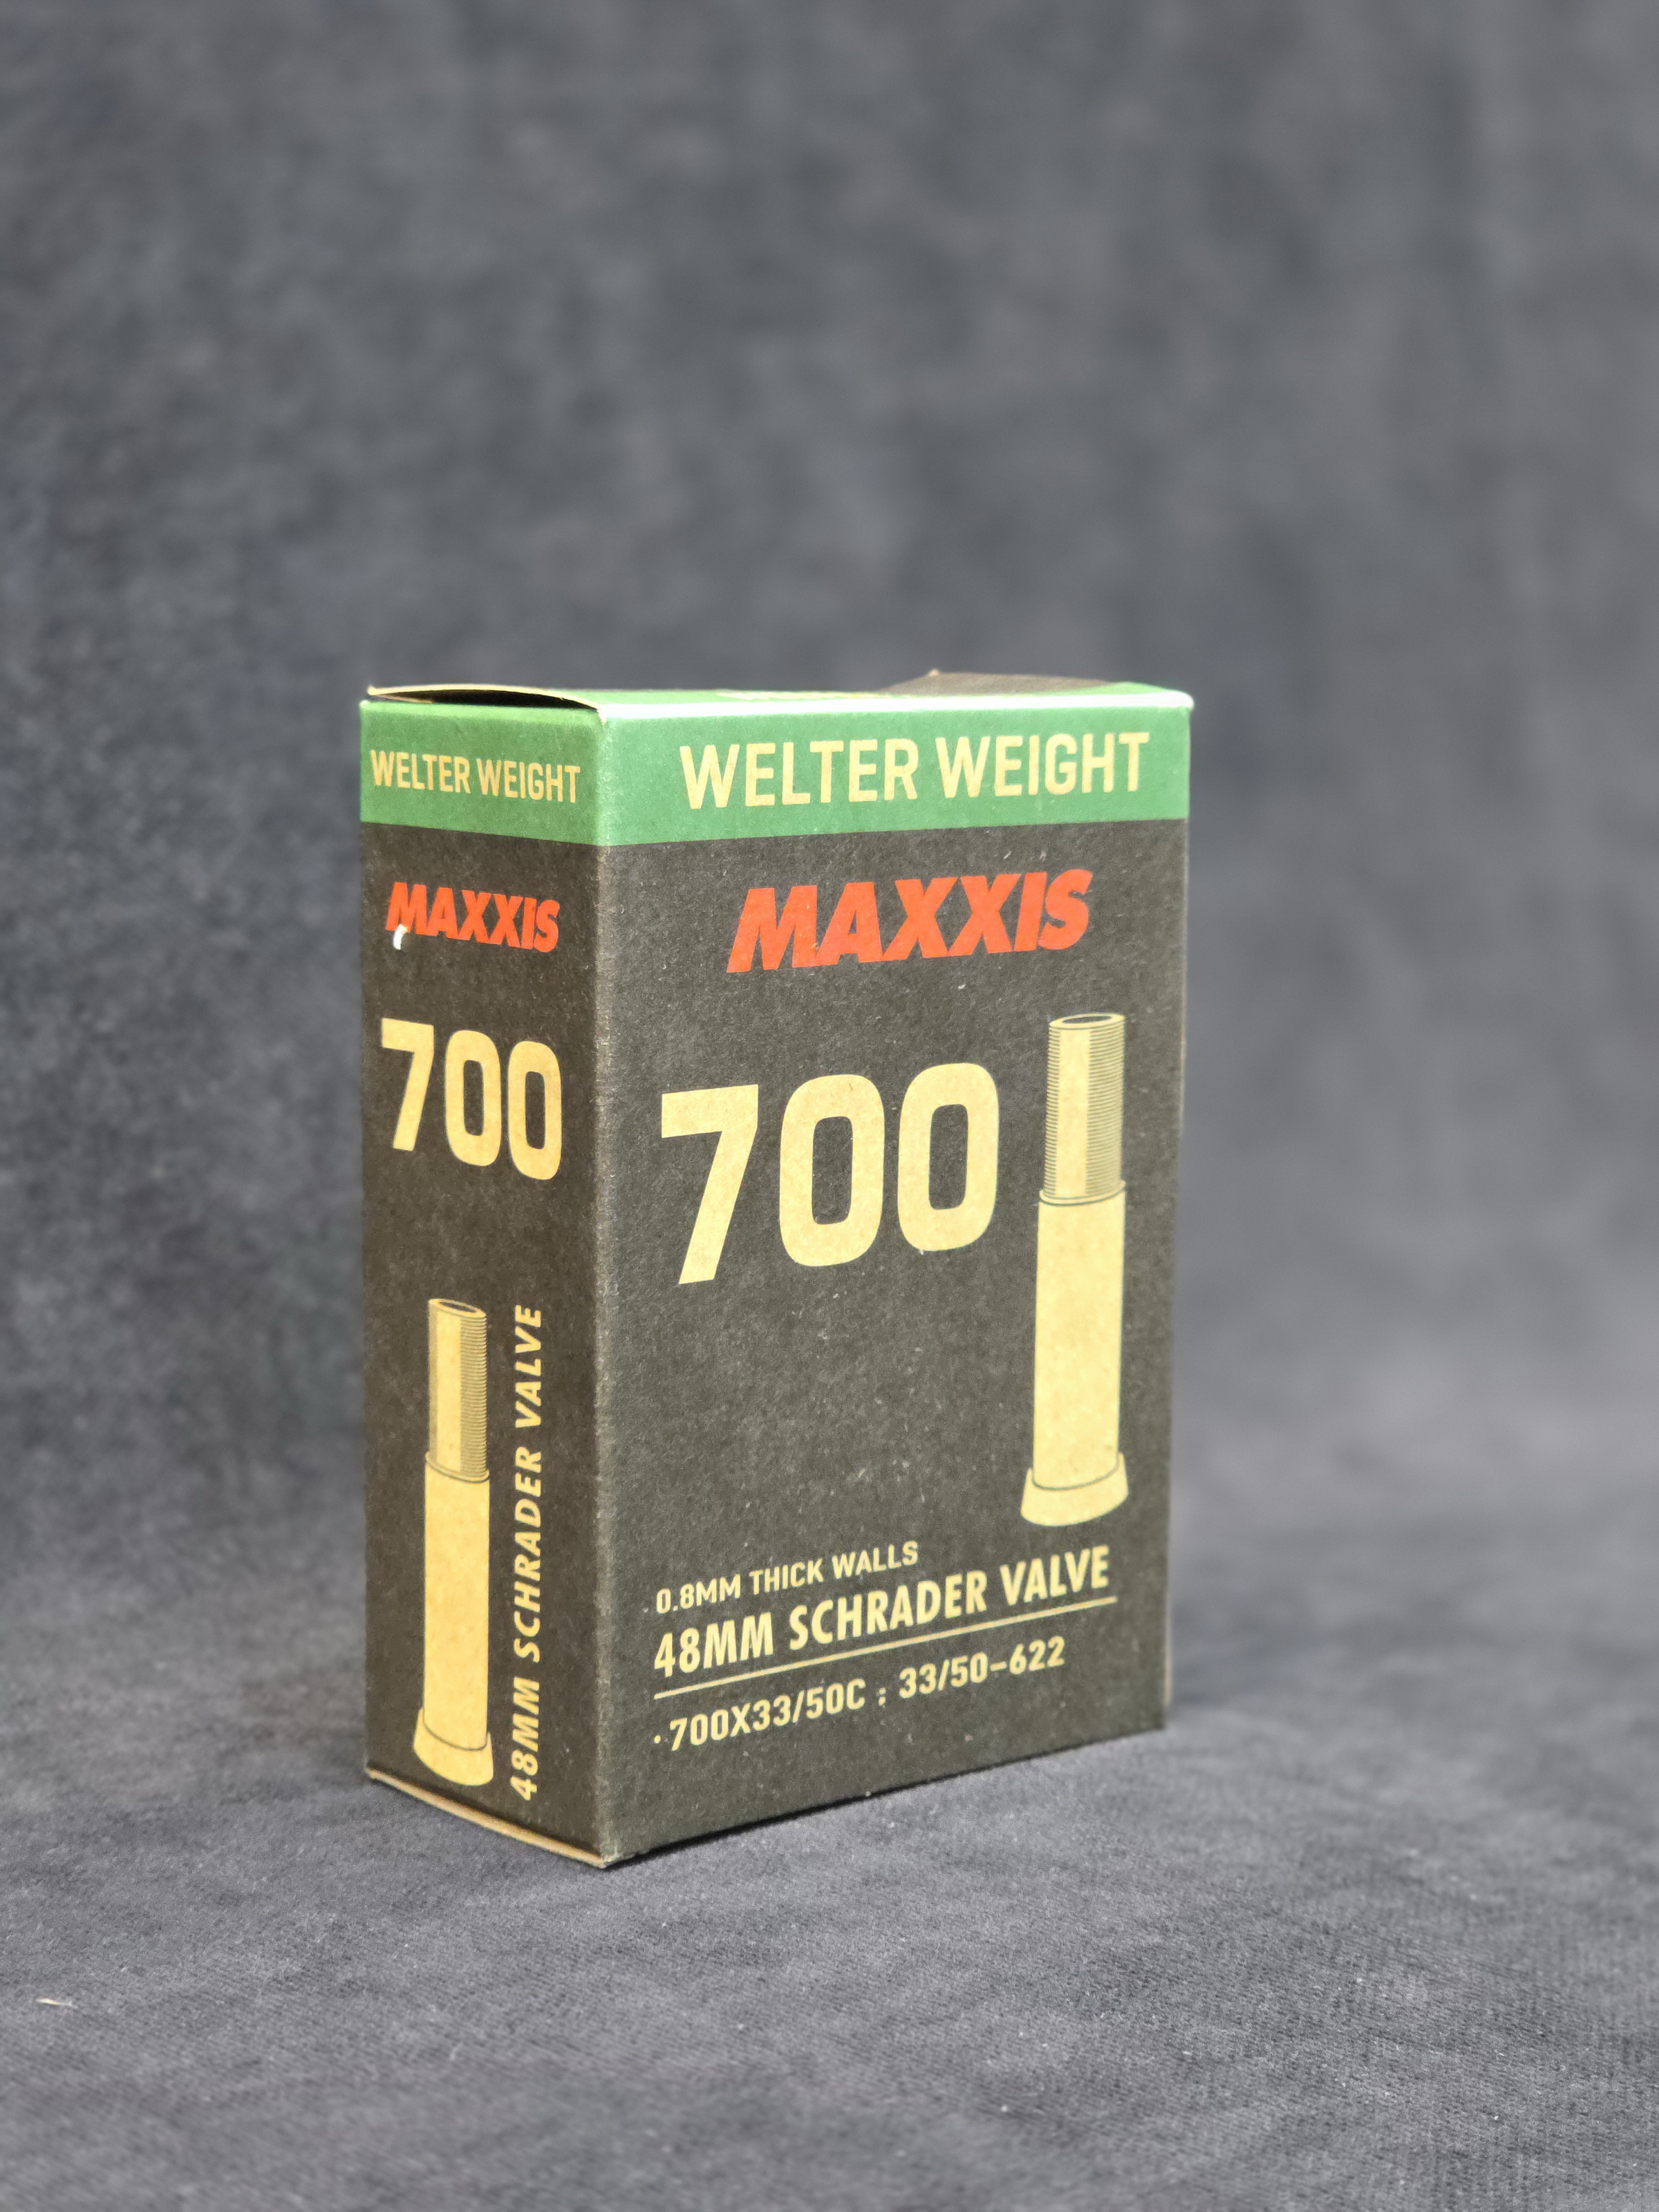 WELTER WEIGHT
MAXXIS
700
48MM SCHRADER VALVE
WELTER WEIGHT
MAXXIS
700
0.8MM THICK WALLS
48MM SCHRADER VALVE
·700X33/50C ; 33/50-622